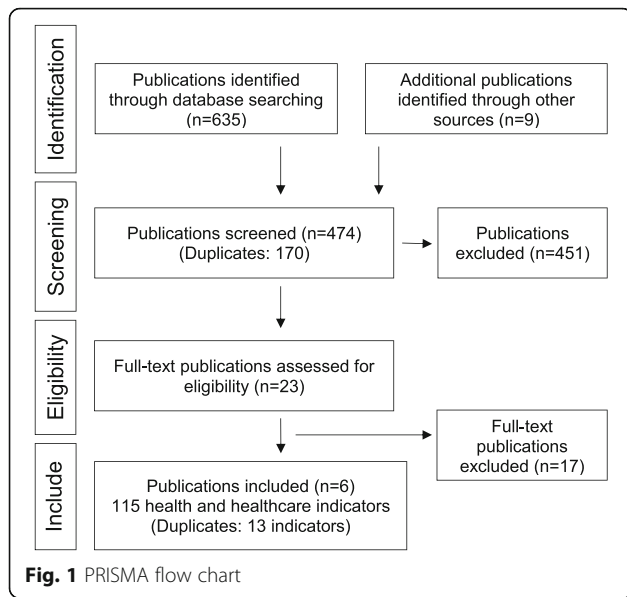 Identification
Publications identified
through database searching
(n=635)
Additional publications
identified through other
sources (n=9)
Screening
Publications screened (n=474)
(Duplicates: 170)
Publications
excluded (n=451)
Eligibility
Full-text publications assessed for
eligibility (n=23)
Full-text
publications
excluded (n=17)
Include
Publications included (n=6)
115 health and healthcare indicators
(Duplicates: 13 indicators)
Fig. 1 PRISMA flow chart